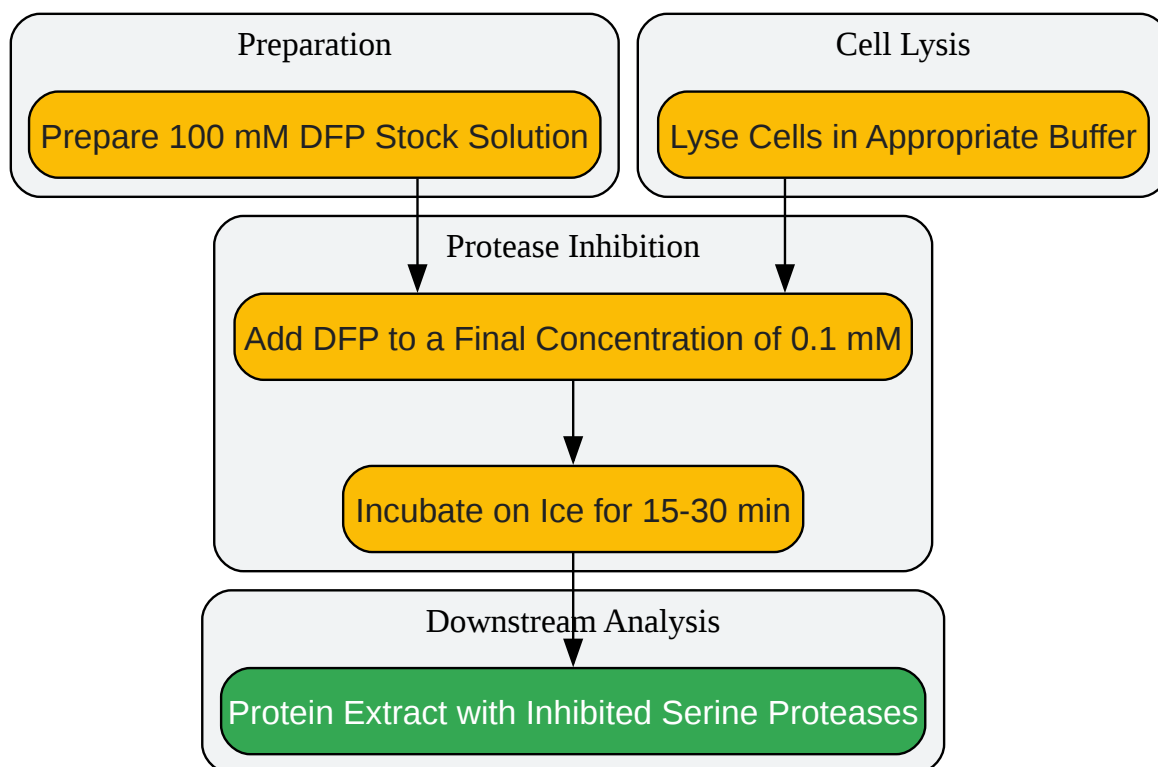 Preparation
Prepare 100 mM DFP Stock Solution
Cell Lysis
Lyse Cells in Appropriate Buffer
Protease Inhibition
Add DFP to a Final Concentration of 0.1 mM
Incubate on Ice for 15-30 min
Downstream Analysis
Protein Extract with Inhibited Serine Proteases